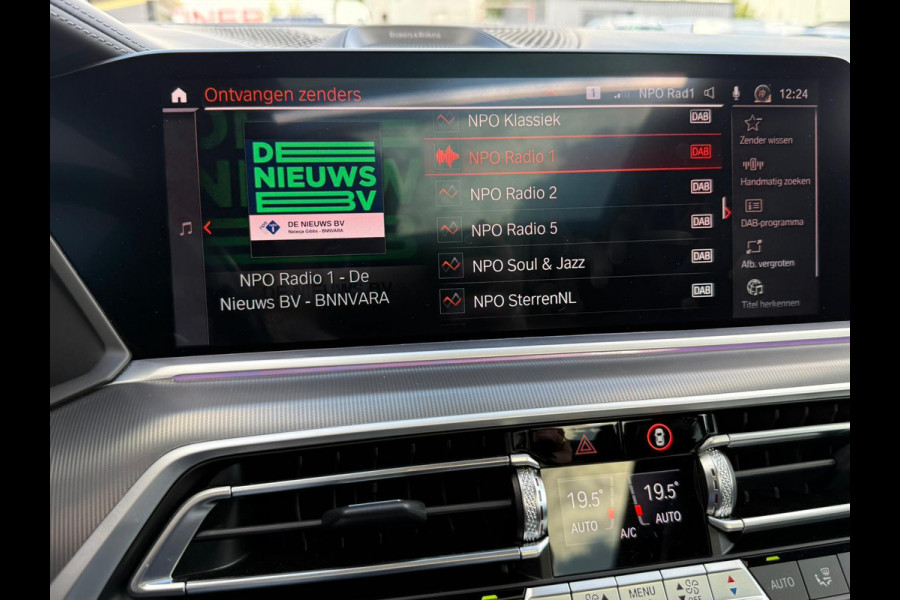 Ontvangen zenders
1
NPO Rad1
12:24
NPO Klassiek DAB
NPO Radio 1 DAB
NPO Radio 2 DAB
NPO Radio 5 DAB
NPO Soul & Jazz DAB
NPO SterrenNL DAB
DE
NIEUWS
BV
DE NIEUWS BV
NPO Radio 1 - De
Nieuws BV - BNNVARA
Zender wissen
Handmatig zoeken
DAB-programma
Afb. vergroten
Titel herkennen
19.5°
AUTO
A/C
19.5°
AUTO
MENU
OFF
AUTO